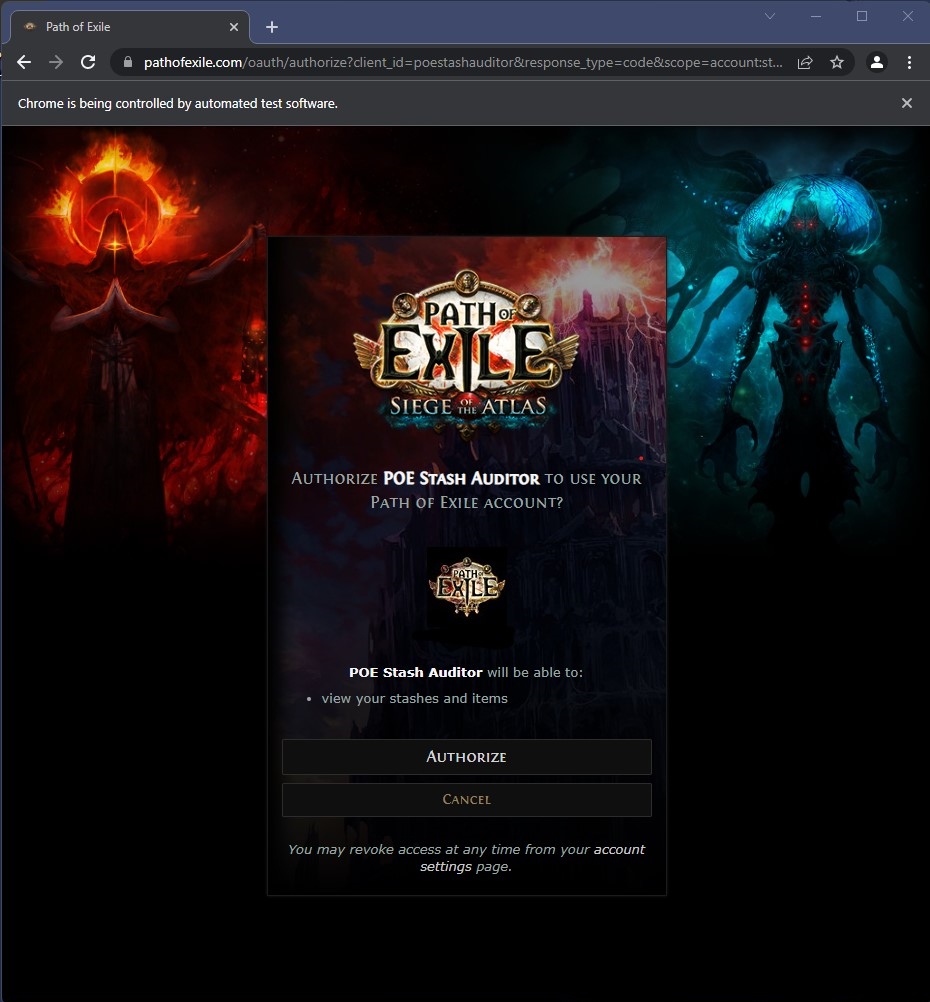 Path of Exile
pathofexile.com/oauth/authorize?client_id=poestashauditor&response_type=code&scope=account:st...
Chrome is being controlled by automated test software.
PATH OF
EXILE
SIEGE OF THE ATLAS
AUTHORIZE POE STASH AUDITOR TO USE YOUR
PATH OF EXILE ACCOUNT?
PATH OF
EXILE
POE Stash Auditor will be able to:
• view your stashes and items
AUTHORIZE
CANCEL
You may revoke access at any time from your account
settings page.